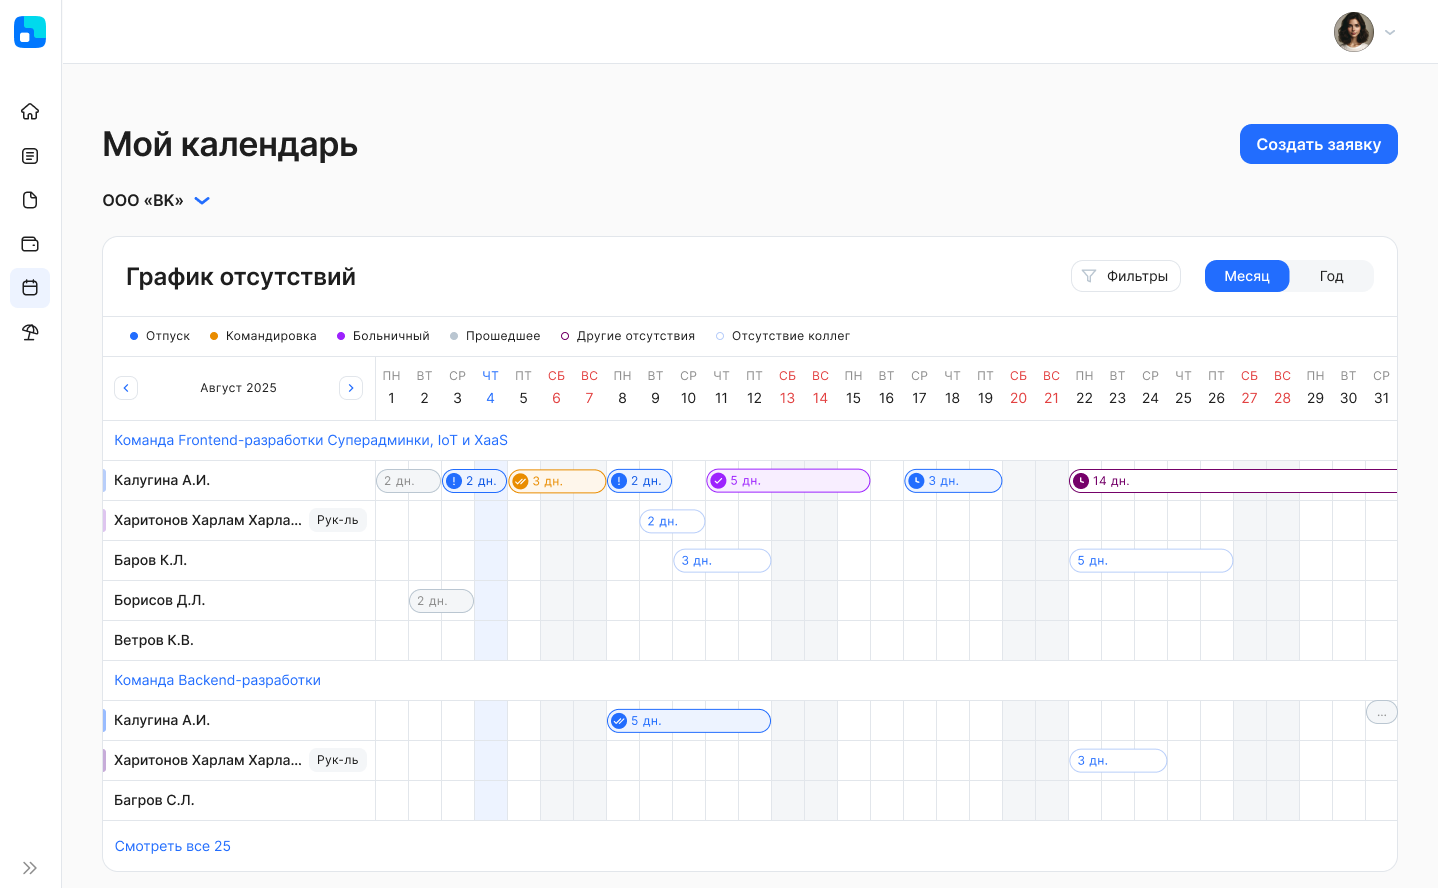 Мой календарь
Создать заявку
ООО «ВК»
График отсутствий
Фильтры
Месяц
Год
Отпуск
Командировка
Больничный
Прошедшее
Другие отсутствия
Отсутствие коллег
Август 2025
ПН ВТ СР ЧТ ПТ СБ ВС ПН ВТ СР ЧТ ПТ СБ ВС ПН ВТ СР ЧТ ПТ СБ ВС ПН ВТ СР ЧТ ПТ СБ ВС ПН ВТ СР
1 2 3 4 5 6 7 8 9 10 11 12 13 14 15 16 17 18 19 20 21 22 23 24 25 26 27 28 29 30 31
Команда Frontend-разработки Суперадминки, IoT и XaaS
Калугина А.И.
2 дн.
2 дн.
3 дн.
2 дн.
5 дн.
3 дн.
14 дн.
Харитонов Харлам Харла...
Рук-ль
2 дн.
Баров К.Л.
3 дн.
5 дн.
Борисов Д.Л.
2 дн.
Ветров К.В.
Команда Backend-разработки
Калугина А.И.
5 дн.
...
Харитонов Харлам Харла...
Рук-ль
3 дн.
Багров С.Л.
Смотреть все 25